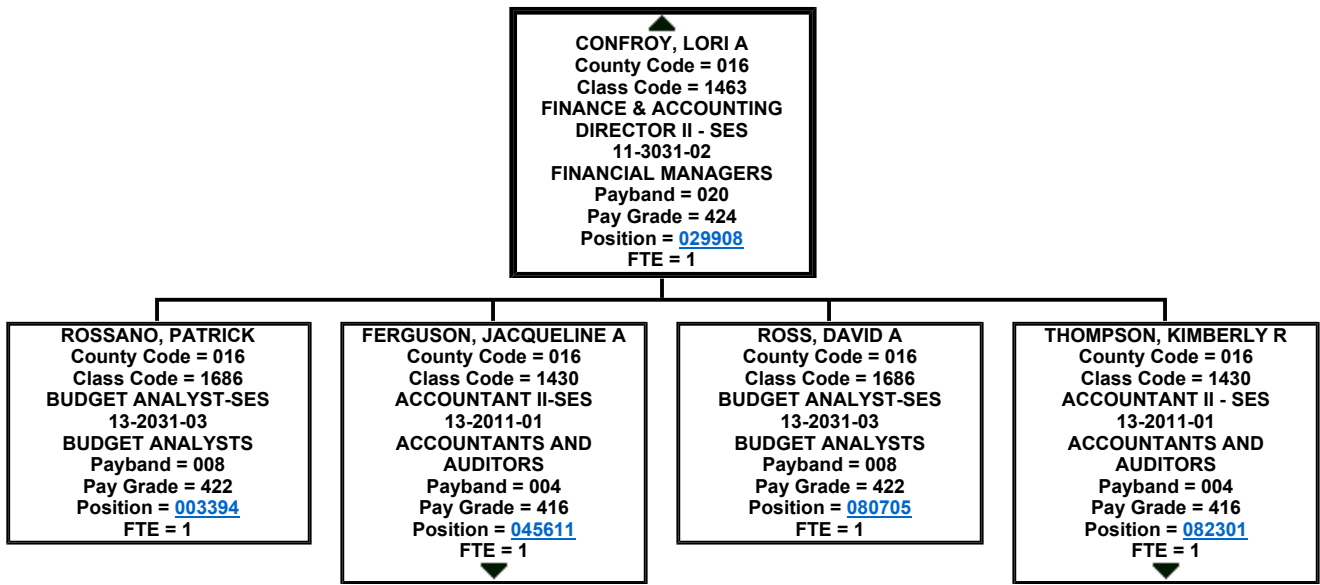 CONFROY, LORI A
County Code = 016
Class Code = 1463
FINANCE & ACCOUNTING
DIRECTOR II - SES
11-3031-02
FINANCIAL MANAGERS
Payband = 020
Pay Grade = 424
Position = 029908
FTE = 1
ROSSANO, PATRICK
County Code = 016
Class Code = 1686
BUDGET ANALYST-SES
13-2031-03
BUDGET ANALYSTS
Payband = 008
Pay Grade = 422
Position = 003394
FTE = 1
FERGUSON, JACQUELINE A
County Code = 016
Class Code = 1430
ACCOUNTANT II-SES
13-2011-01
ACCOUNTANTS AND
AUDITORS
Payband = 004
Pay Grade = 416
Position = 045611
FTE = 1
ROSS, DAVID A
County Code = 016
Class Code = 1686
BUDGET ANALYST-SES
13-2031-03
BUDGET ANALYSTS
Payband = 008
Pay Grade = 422
Position = 080705
FTE = 1
THOMPSON, KIMBERLY R
County Code = 016
Class Code = 1430
ACCOUNTANT II - SES
13-2011-01
ACCOUNTANTS AND
AUDITORS
Payband = 004
Pay Grade = 416
Position = 082301
FTE = 1